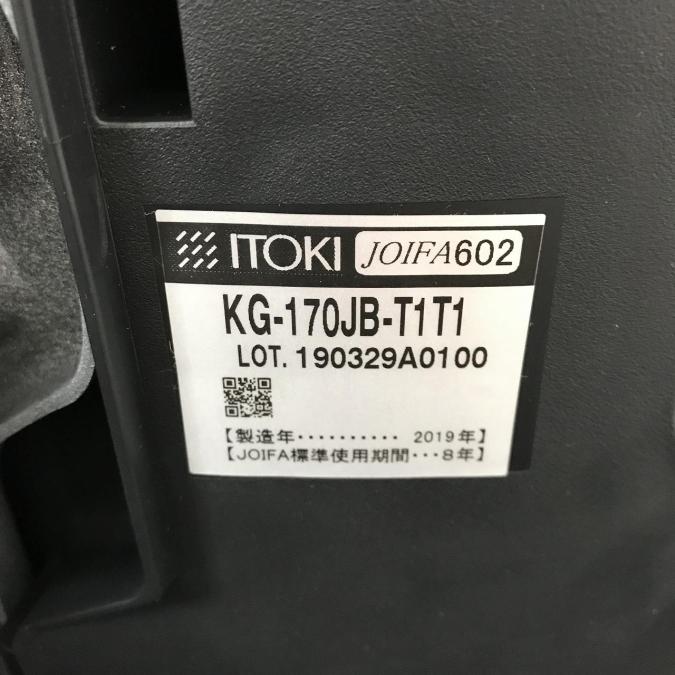 ITOKI JOIFA602
KG-170JB-T1T1
LOT. 190329A0100
【製造年・・・・・・・・・・ 2019年】
【JOIFA標準使用期間・・・8年】